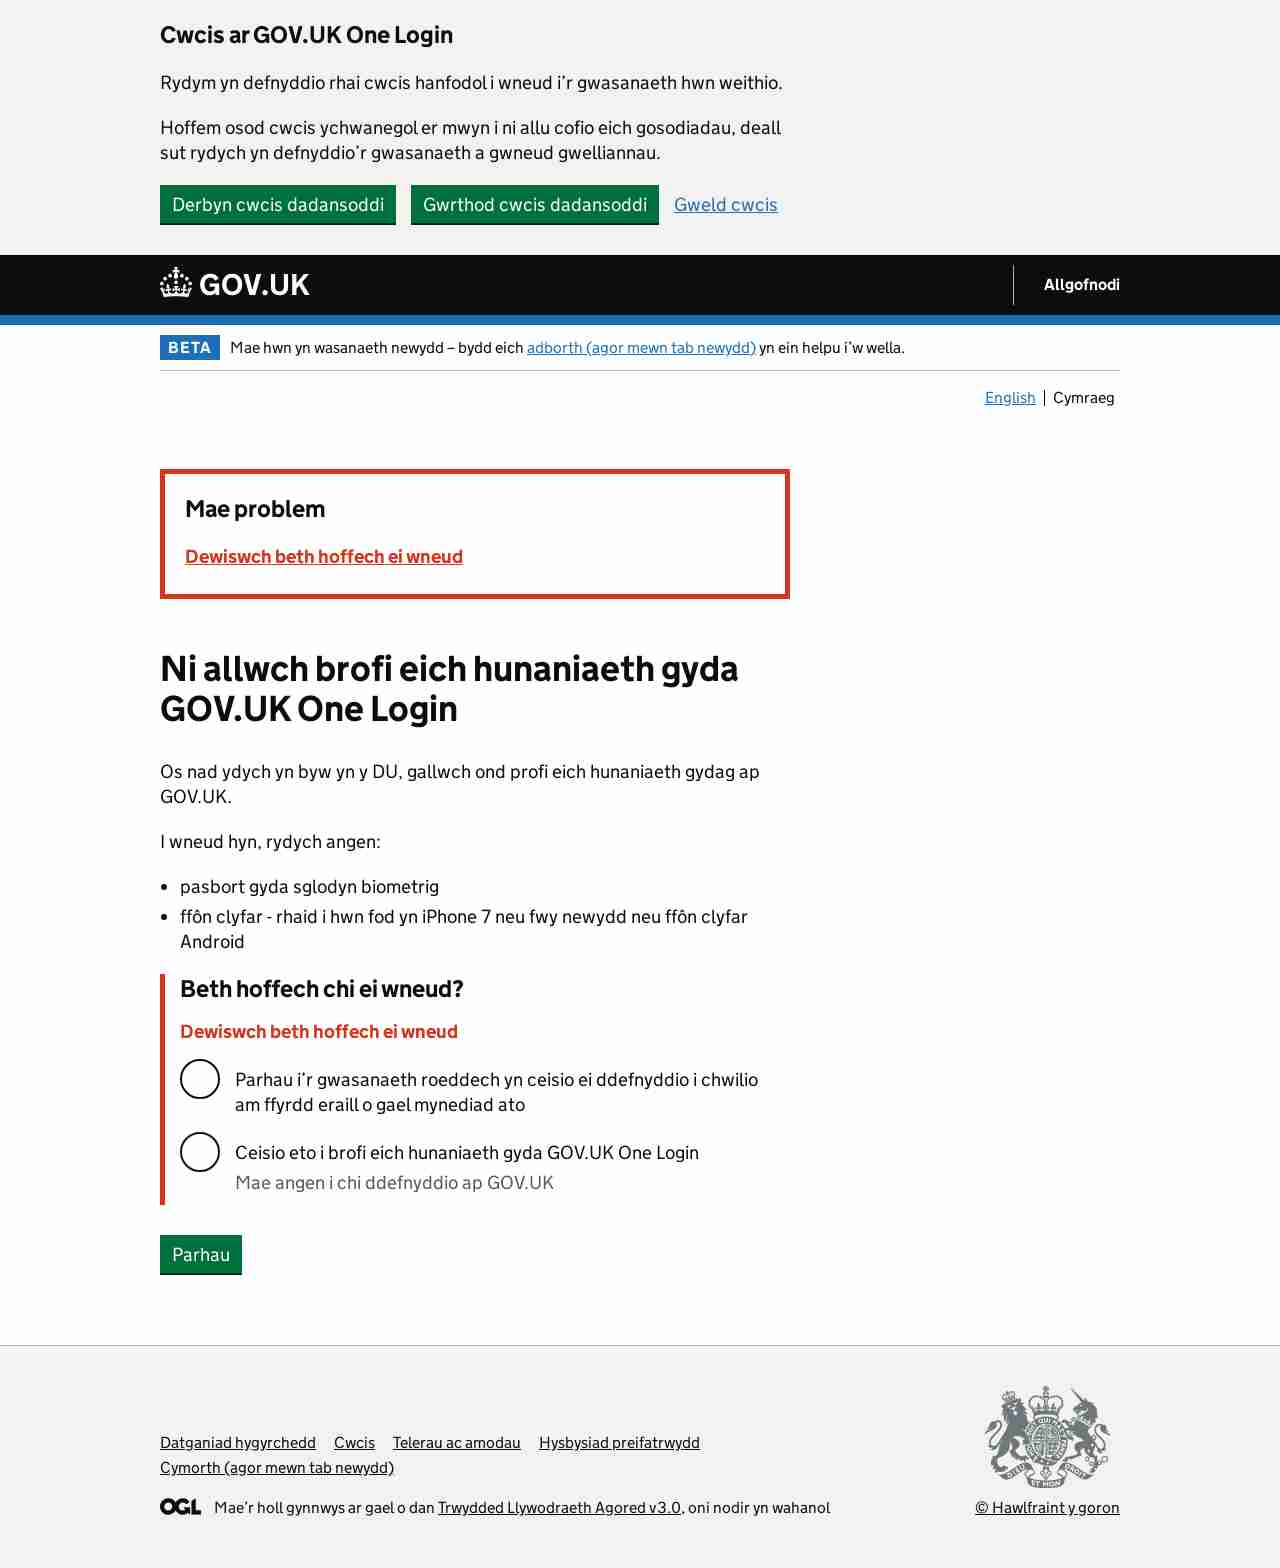 Cwcis ar GOV.UK One Login
Rydym yn defnyddio rhai cwcis hanfodol i wneud i’r gwasanaeth hwn weithio.
Hoffem osod cwcis ychwanegol er mwyn i ni allu cofio eich gosodiadau, deall
sut rydych yn defnyddio’r gwasanaeth a gwneud gwelliannau.
Derbyn cwcis dadansoddi Gwrthod cwcis dadansoddi Gweld cwcis
GOV.UK Allgofnodi
BETA Mae hwn yn wasanaeth newydd – bydd eich adborth (agor mewn tab newydd) yn ein helpu i’w wella.
English Cymraeg
Mae problem
Dewiswch beth hoffech ei wneud
Ni allwch brofi eich hunaniaeth gyda
GOV.UK One Login
Os nad ydych yn byw yn y DU, gallwch ond profi eich hunaniaeth gydag ap
GOV.UK.
I wneud hyn, rydych angen:
• pasbort gyda sglodyn biometrig
• ffôn clyfar - rhaid i hwn fod yn iPhone 7 neu fwy newydd neu ffôn clyfar
Android
Beth hoffech chi ei wneud?
Dewiswch beth hoffech ei wneud
Parhau i’r gwasanaeth roeddech yn ceisio ei ddefnyddio i chwilio
am ffyrdd eraill o gael mynediad ato
Ceisio eto i brofi eich hunaniaeth gyda GOV.UK One Login
Mae angen i chi ddefnyddio ap GOV.UK
Parhau
Datganiad hygyrchedd Cwcis Telerau ac amodau Hysbysiad preifatrwydd
Cymorth (agor mewn tab newydd)
OGL Mae’r holl gynnwys ar gael o dan Trwydded Llywodraeth Agored v3.0, oni nodir yn wahanol
DIEU ET MON DROIT
© Hawlfraint y goron